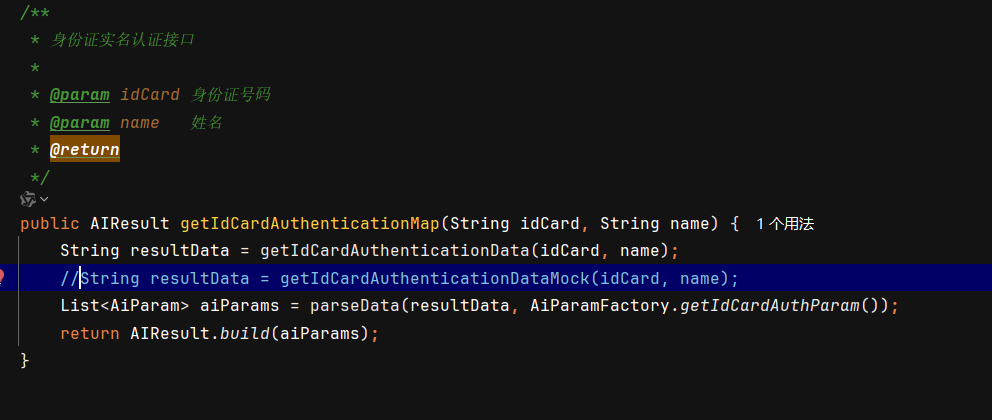 /**
 * 身份证实名认证接口
 *
 * @param idCard 身份证号码
 * @param name   姓名
 * @return
 */
public AIResult getIdCardAuthenticationMap(String idCard, String name) {  1 个用法
    String resultData = getIdCardAuthenticationData(idCard, name);
    //String resultData = getIdCardAuthenticationDataMock(idCard, name);
    List<AiParam> aiParams = parseData(resultData, AiParamFactory.getIdCardAuthParam());
    return AIResult.build(aiParams);
}